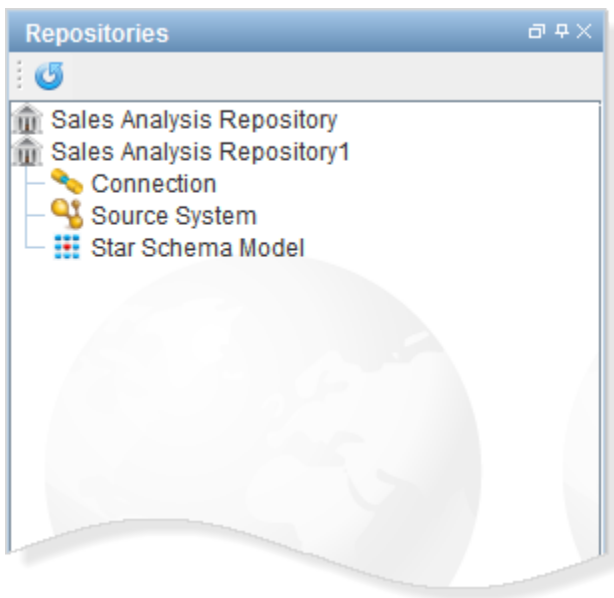 Repositories
Sales Analysis Repository
Sales Analysis Repository1
Connection
Source System
Star Schema Model